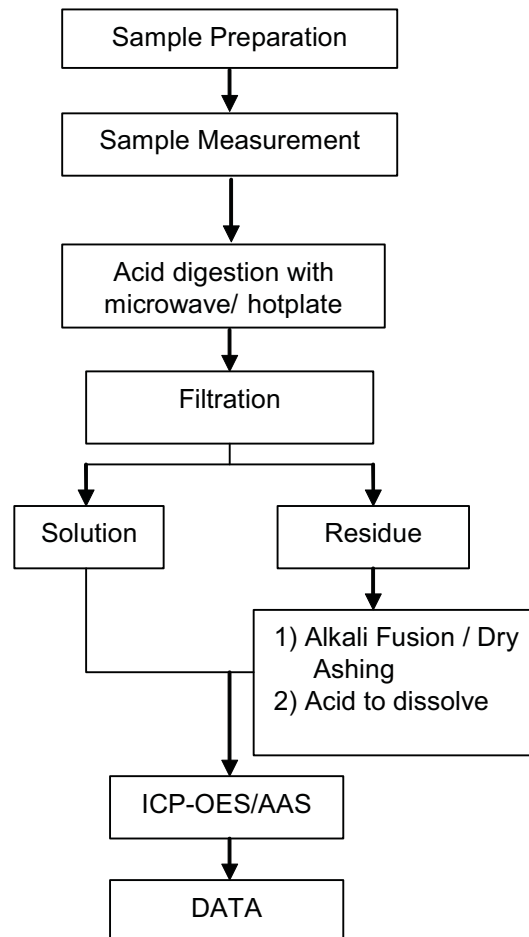 Sample Preparation
Sample Measurement
Acid digestion with
microwave/ hotplate
Filtration
Solution
Residue
1) Alkali Fusion / Dry
Ashing
2) Acid to dissolve
ICP-OES/AAS
DATA